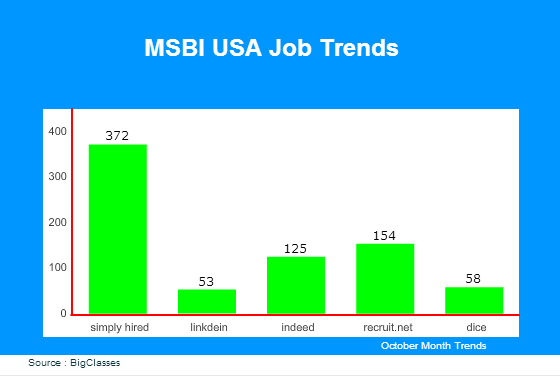 MSBI USA Job Trends
400
300
200
100
0
372
53
125
154
58
simply hired
linkdein
indeed
recruit.net
dice
October Month Trends
Source : BigClasses